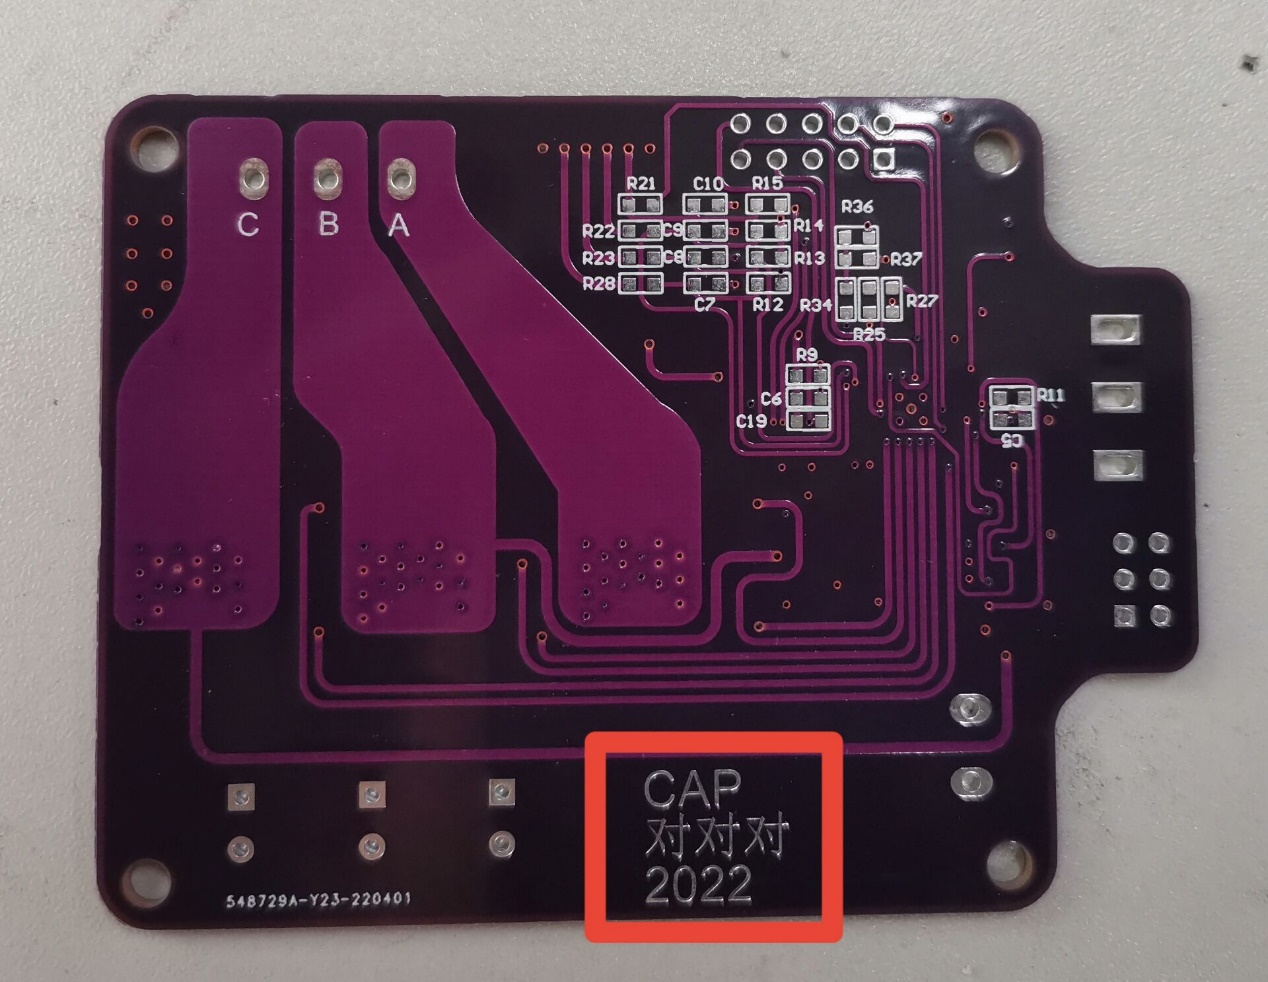 C B A
R21 C10 R15
R22 C9 R14
R23 C8 R13
R28 C7 R12
R36
R37
R34 R27
R25
R9
C6
C19
R11
C5
CAP
对对对
2022
548729A-Y23-220401